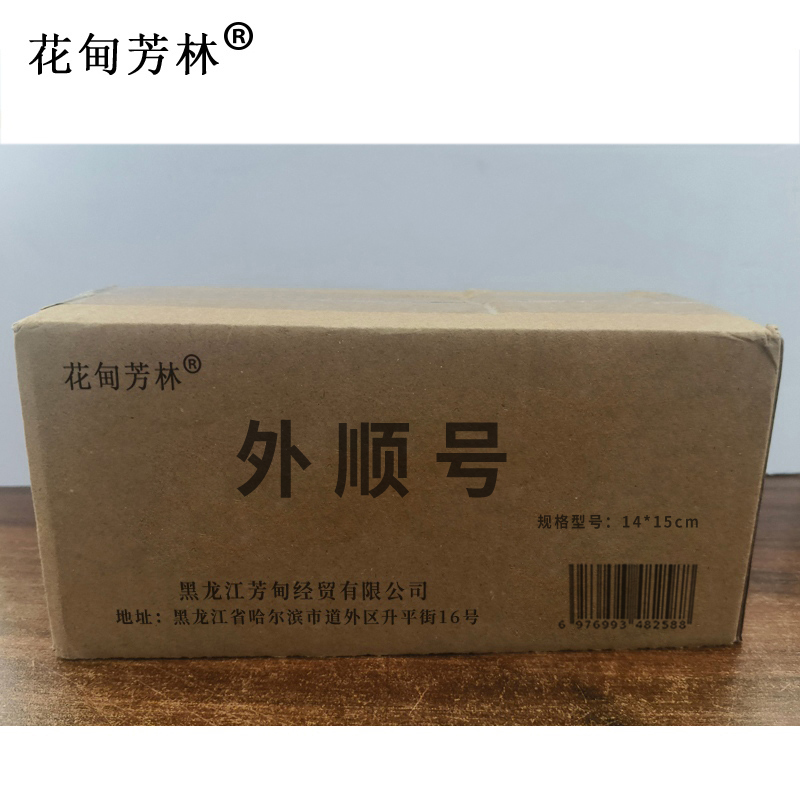 花甸芳林®
花甸芳林®
外顺号
规格型号：14*15cm
黑龙江芳甸经贸有限公司
地址：黑龙江省哈尔滨市道外区升平街16号
6 976993 482588